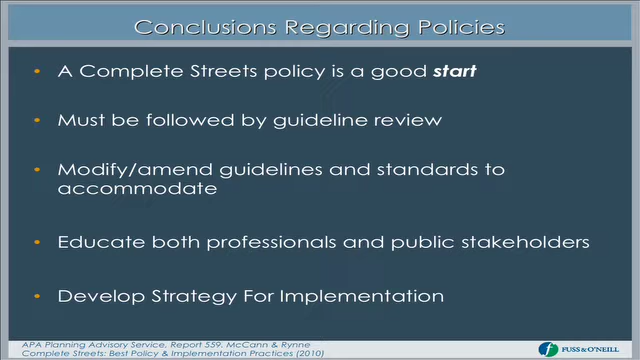 Conclusions Regarding Policies
• A Complete Streets policy is a good start
• Must be followed by guideline review
• Modify/amend guidelines and standards to
accommodate
• Educate both professionals and public stakeholders
• Develop Strategy For Implementation
APA Planning Advisory Service, Report 559. McCann & Rynne
Complete Streets: Best Policy & Implementation Practices (2010)
FUSS & O'NEILL